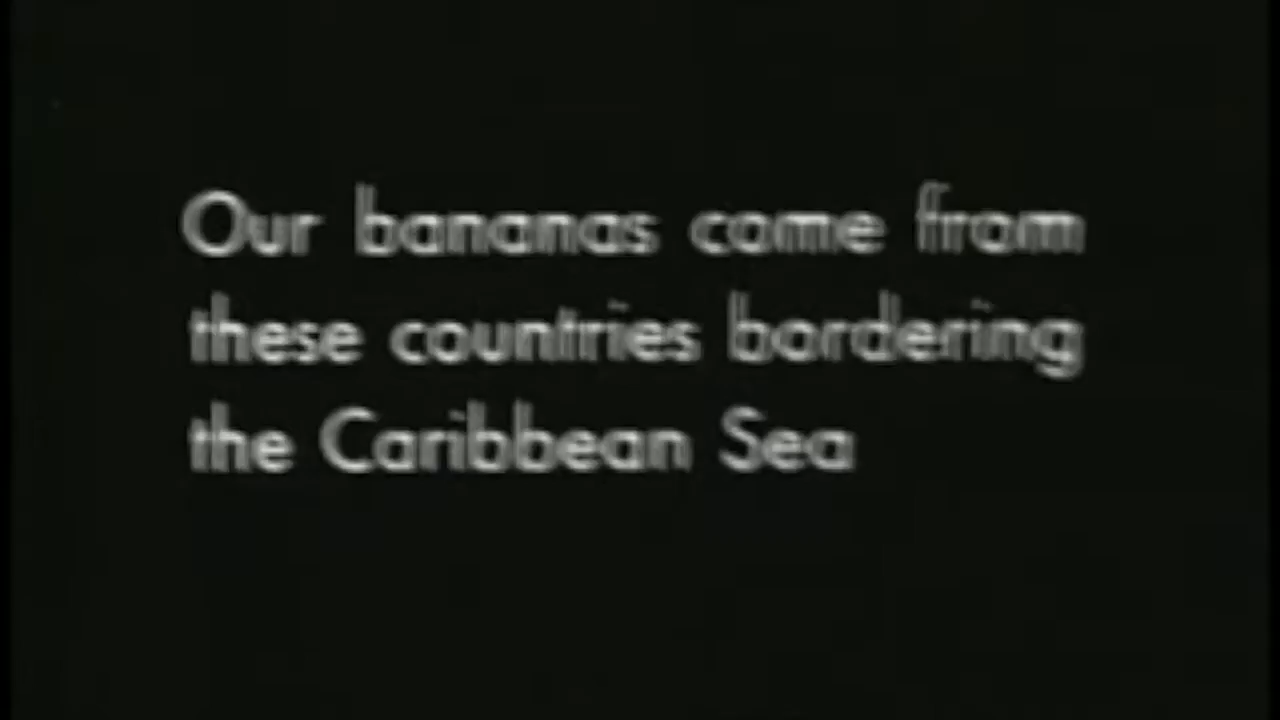 Our bananas come from
these countries bordering
the Caribbean Sea